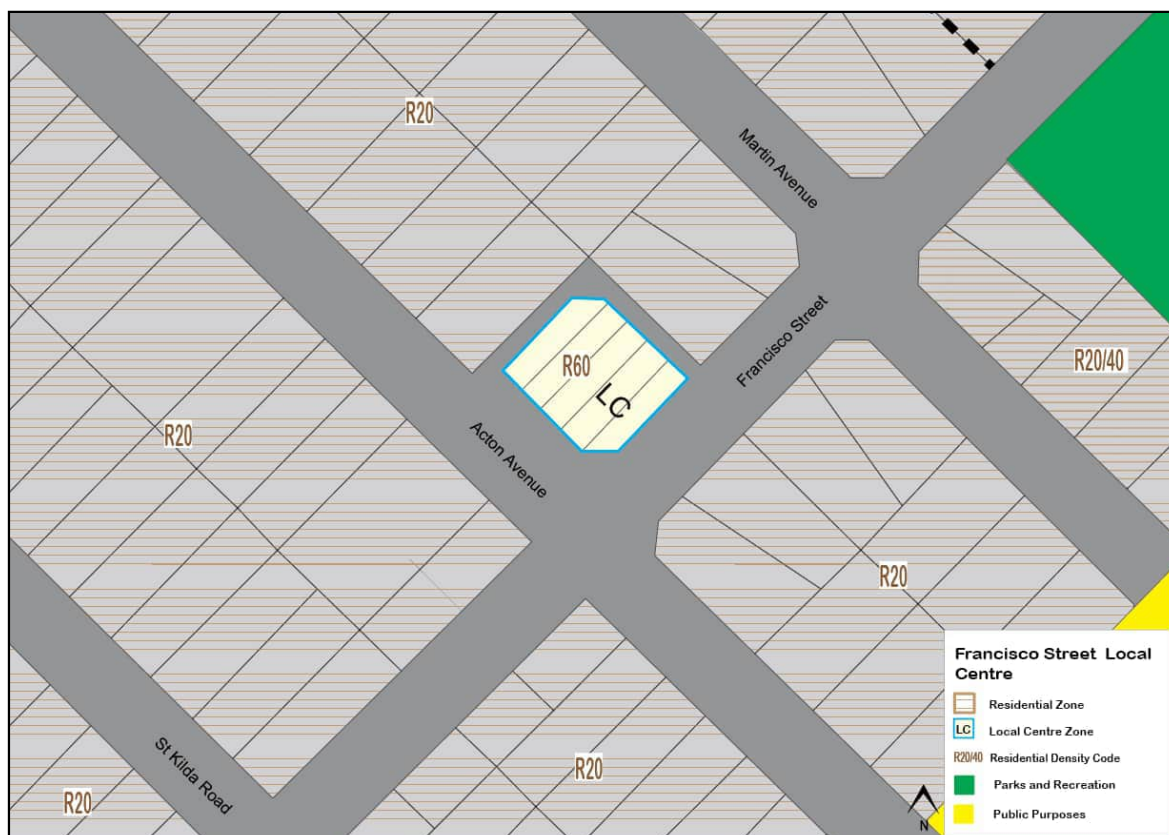 R20
Martin Avenue
Francisco Street
R20/40
R60
LC
R20
Acton Avenue
R20
St Kilda Road
R20
R20
Francisco Street Local
Centre
Residential Zone
LC Local Centre Zone
R20/40 Residential Density Code
Parks and Recreation
Public Purposes
N